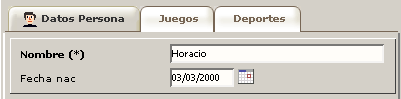 Datos Persona Juegos Deportes
Nombre (*) Horacio
Fecha nac 03/03/2000